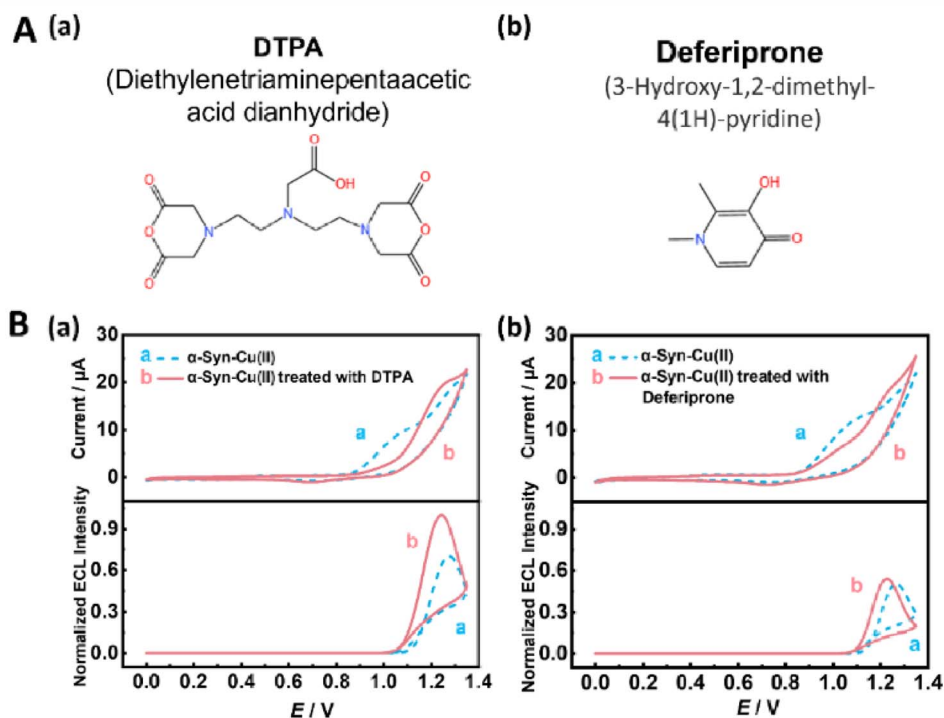 A (a)
DTPA
(Diethylenetriaminepentaacetic
acid dianhydride)
O
OH
O
O
O
N
N
N
O
O
O
(b)
Deferiprone
(3-Hydroxy-1,2-dimethyl-
4(1H)-pyridine)
OH
N
O
B (a)
30
20
10
0
Current / μA
a α-Syn-Cu(II)
b α-Syn-Cu(II) treated with DTPA
a
b
0.9
0.6
0.3
0.0
Normalized ECL Intensity
b
a
0.0 0.2 0.4 0.6 0.8 1.0 1.2 1.4
E / V
(b)
30
20
10
0
Current / μA
a α-Syn-Cu(II)
b α-Syn-Cu(II) treated with
Deferiprone
a
b
0.9
0.6
0.3
0.0
Normalized ECL Intensity
b
a
0.0 0.2 0.4 0.6 0.8 1.0 1.2 1.4
E / V